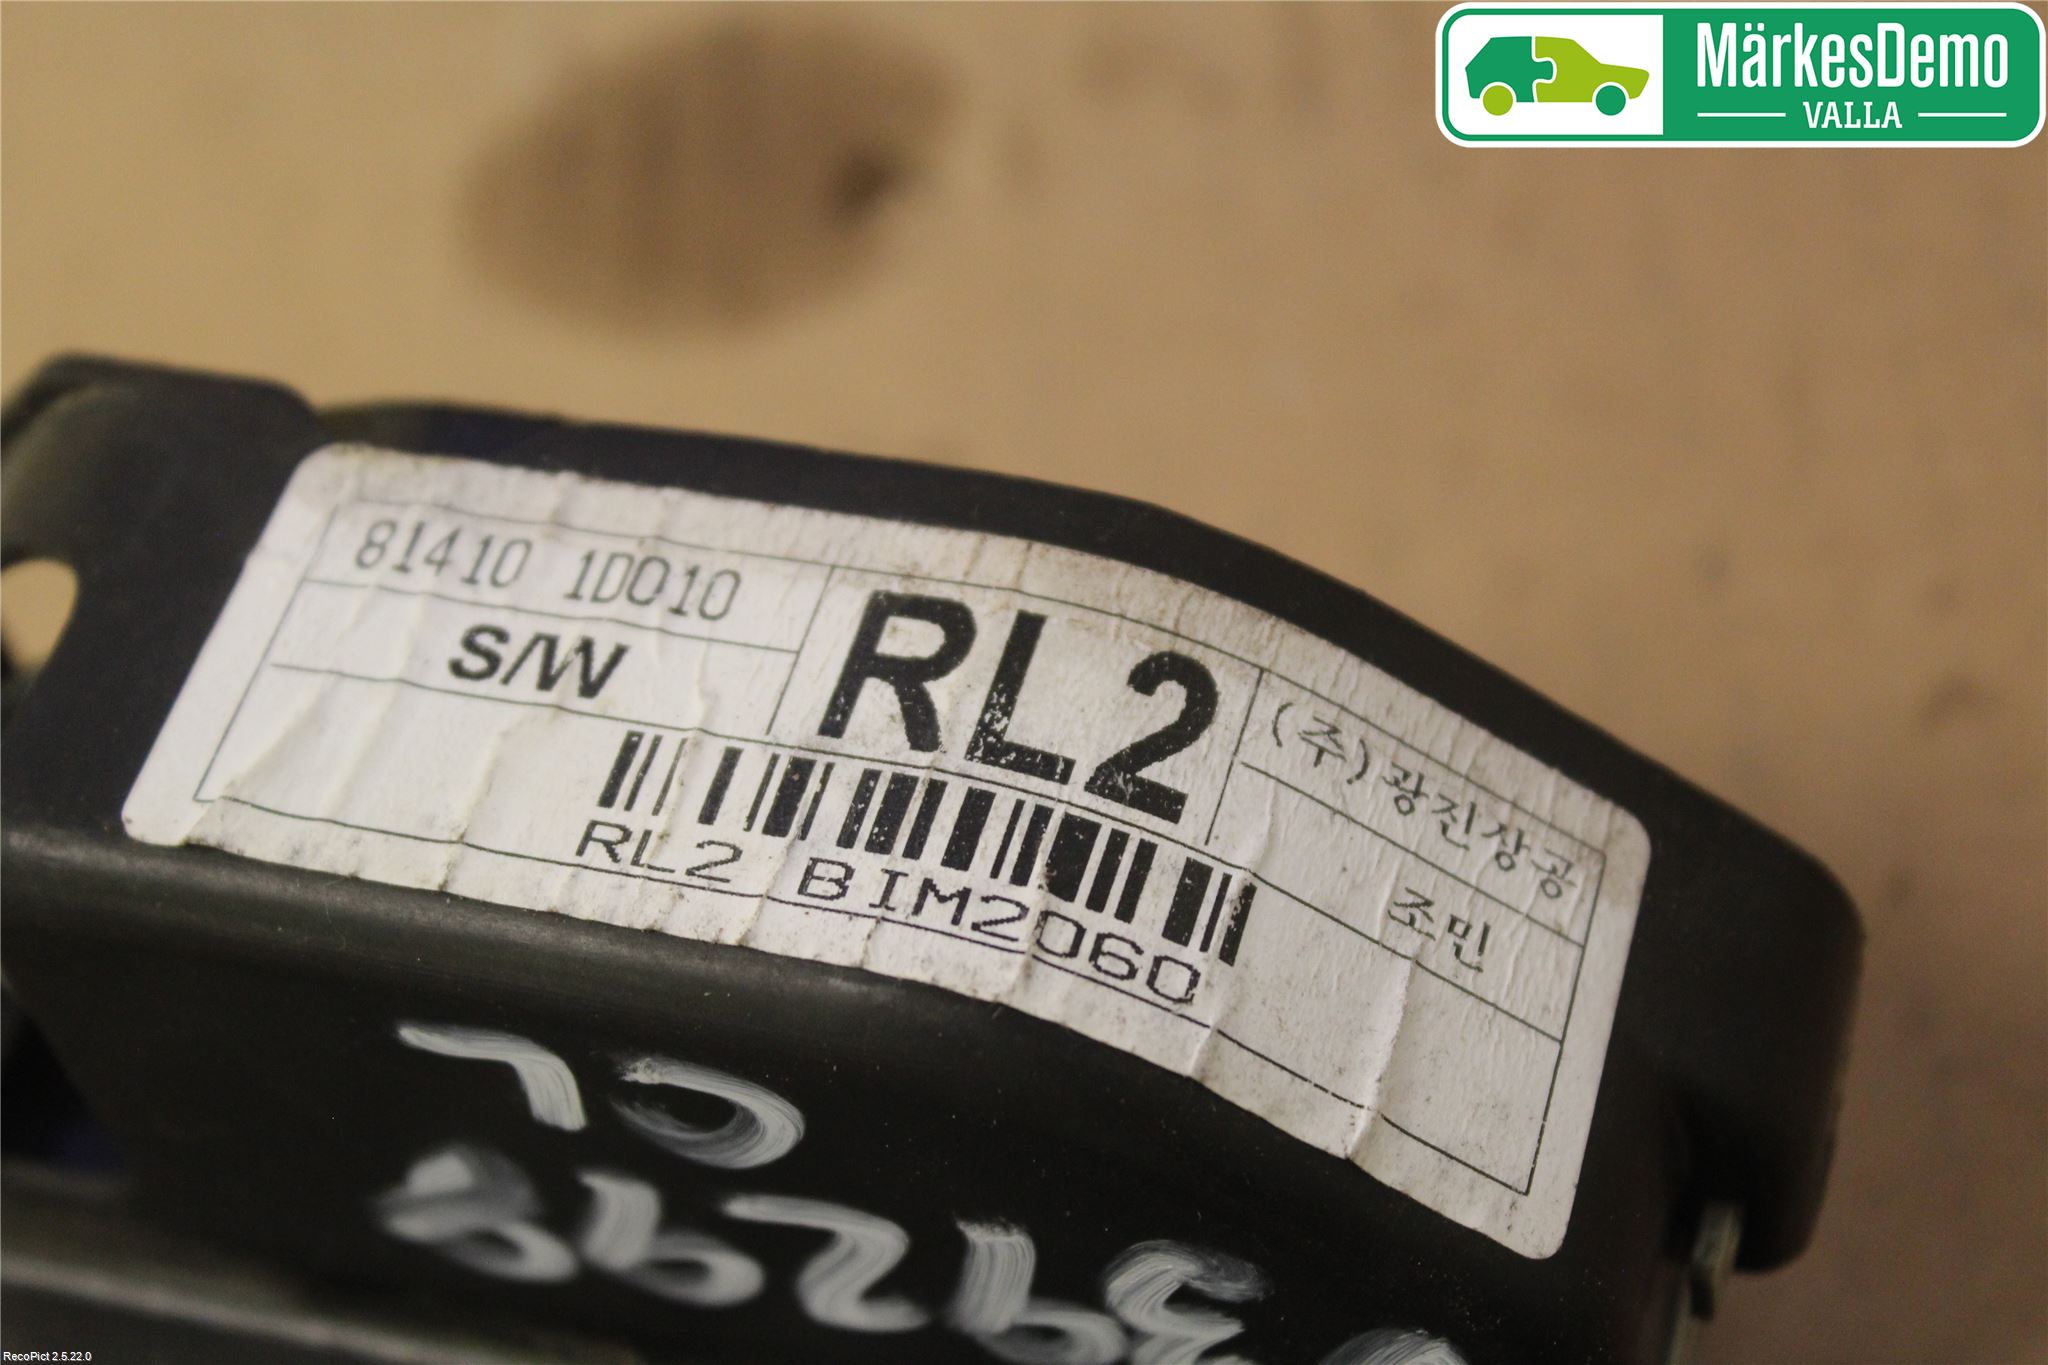 MärkesDemo
VALLA
81410 1D010
S/W
RL2
(주)광진상공
조민
RL2 BIM2060
RecoPict 2.5.22.0